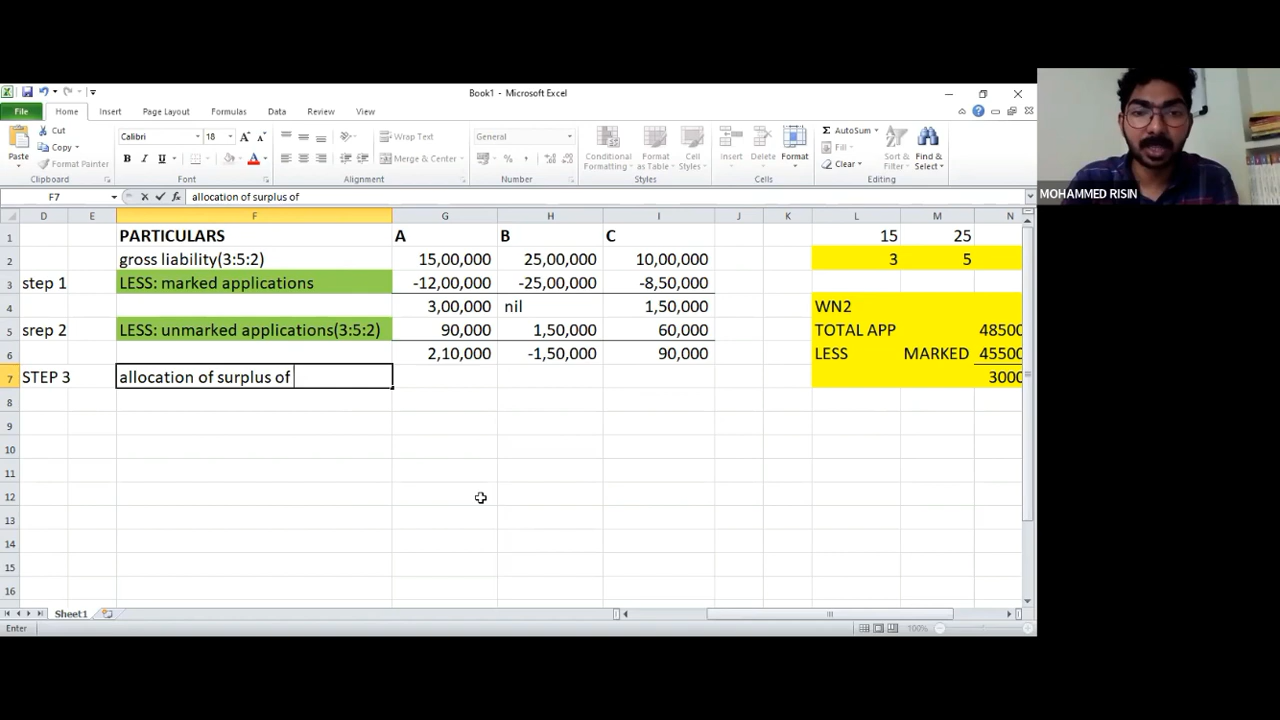 Book1 - Microsoft Excel
File Home Insert Page Layout Formulas Data Review View
Cut
Copy
Format Painter
Paste
Clipboard
Calibri 18
Font
Wrap Text
Merge & Center
Alignment
General
Number
Conditional Formatting
Format as Table
Cell Styles
Styles
Insert Delete Format
Cells
AutoSum
Fill
Clear
Sort & Filter
Find & Select
Editing
MOHAMMED RISIN
F7 allocation of surplus of
D E F G H I J K L M N
1 PARTICULARS A B C 15 25
2 gross liability(3:5:2) 15,00,000 25,00,000 10,00,000 3 5
3 step 1 LESS: marked applications -12,00,000 -25,00,000 -8,50,000
4 3,00,000 nil 1,50,000 WN2
5 srep 2 LESS: unmarked applications(3:5:2) 90,000 1,50,000 60,000 TOTAL APP 48500
6 2,10,000 -1,50,000 90,000 LESS MARKED 45500
7 STEP 3 allocation of surplus of 3000
8
9
10
11
12
13
14
15
16
Sheet1
Enter 100%